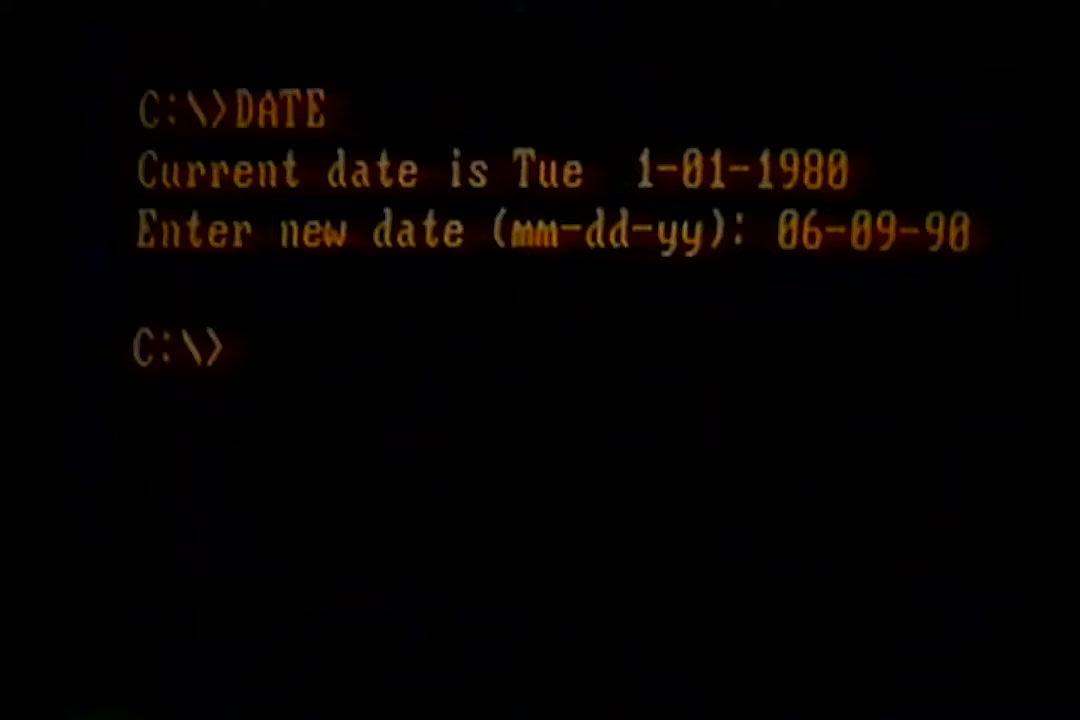 C:\>DATE
Current date is Tue  1-01-1980
Enter new date (mm-dd-yy): 06-09-90
C:\>